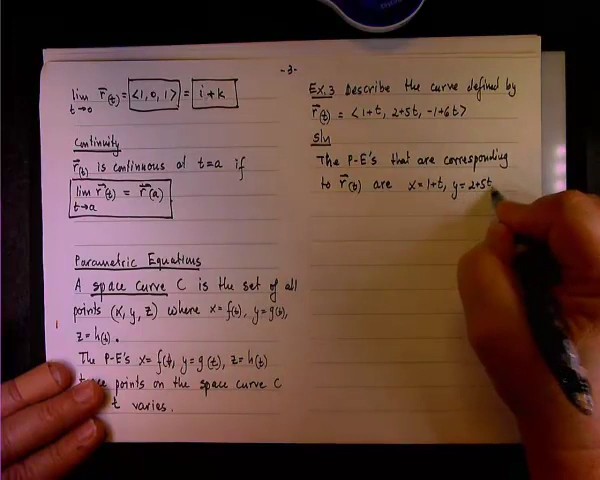 -3-
lim r⃗(t) = <1, 0, 1> = i+k
t→0
Continuity
r⃗(t) is continuous at t=a if
lim r⃗(t) = r⃗(a)
t→a
Parametric Equations
A space curve C is the set of all
points (x, y, z) where x=f(t), y=g(t),
z=h(t).
The P-E's x=f(t), y=g(t), z=h(t)
points on the space curve C
t varies.
Ex.3 Describe the curve defined by
r⃗(t) = <1+t, 2+5t, -1+6t>
Sln
The P-E's that are corresponding
to r⃗(t) are x=1+t, y=2+5t